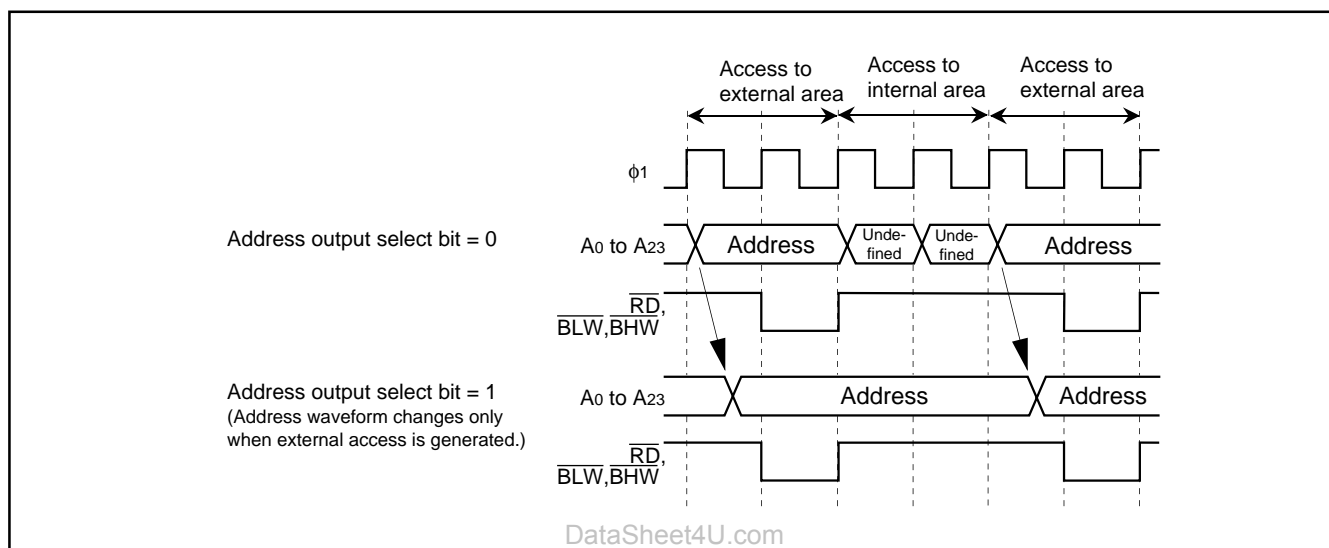 Access to external area
Access to internal area
Access to external area
ϕ1
Address output select bit = 0
A0 to A23
Address
Unde-
fined
Unde-
fined
Address
RD,
BLW,BHW
Address output select bit = 1
(Address waveform changes only
when external access is generated.)
A0 to A23
Address
Address
RD,
BLW,BHW
DataSheet4U.com